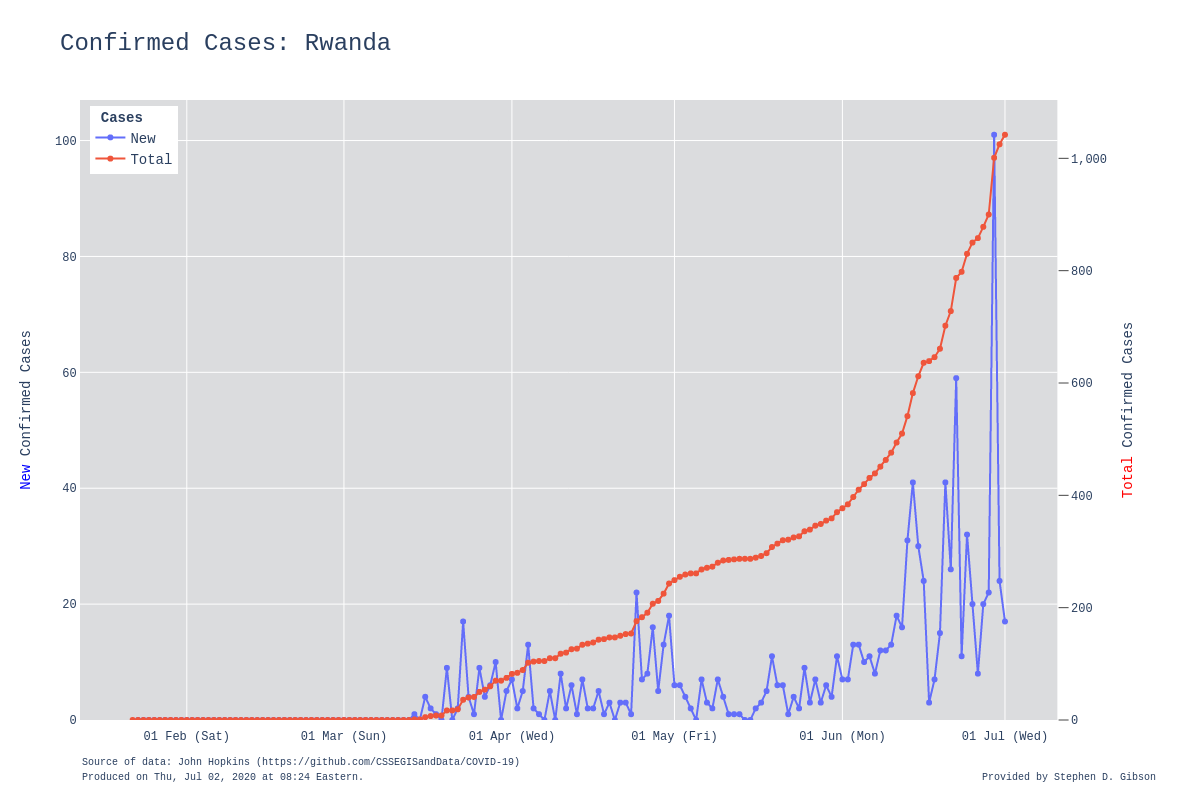 Confirmed Cases: Rwanda
Cases
New
Total
100
80
60
40
20
0
1,000
800
600
400
200
0
New Confirmed Cases
Total Confirmed Cases
01 Feb (Sat)
01 Mar (Sun)
01 Apr (Wed)
01 May (Fri)
01 Jun (Mon)
01 Jul (Wed)
Source of data: John Hopkins (https://github.com/CSSEGISandData/COVID-19)
Produced on Thu, Jul 02, 2020 at 08:24 Eastern.
Provided by Stephen D. Gibson